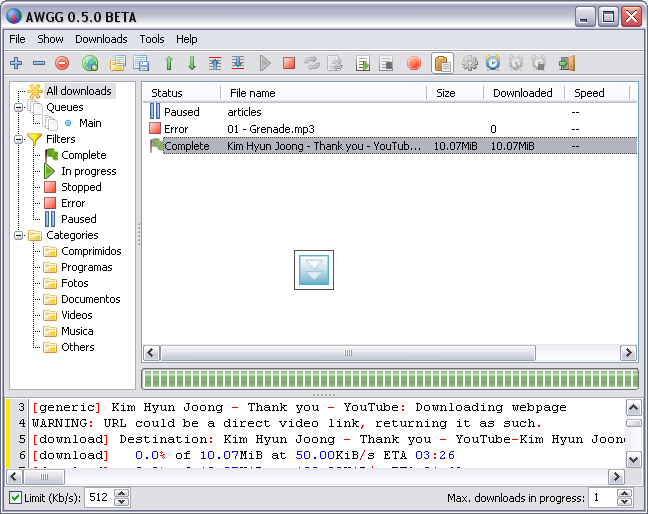 AWGG 0.5.0 BETA
File Show Downloads Tools Help
All downloads
Queues
Main
Filters
Complete
In progress
Stopped
Error
Paused
Categories
Comprimidos
Programas
Fotos
Documentos
Videos
Musica
Others
Status File name Size Downloaded Speed
Paused articles --
Error 01 - Grenade.mp3 0 --
Complete Kim Hyun Joong - Thank you - YouTub... 10.07MiB 10.07MiB --
3 [generic] Kim Hyun Joong - Thank you - YouTube: Downloading webpage
4 WARNING: URL could be a direct video link, returning it as such.
5 [download] Destination: Kim Hyun Joong - Thank you - YouTube-Kim Hyun Joong
6 [download] 0.0% of 10.07MiB at 50.00KiB/s ETA 03:26
Limit (Kb/s): 512 Max. downloads in progress: 1